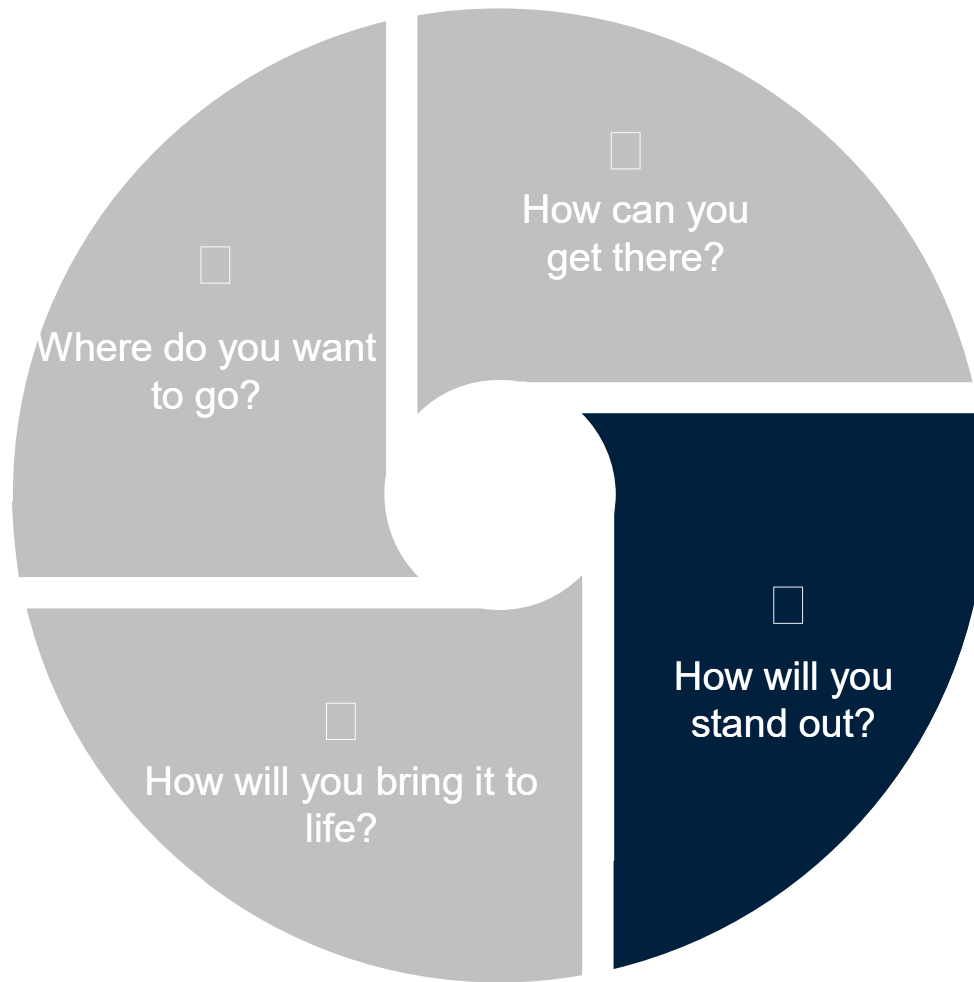 How can you
get there?
Where do you want
to go?
How will you
stand out?
How will you bring it to
life?